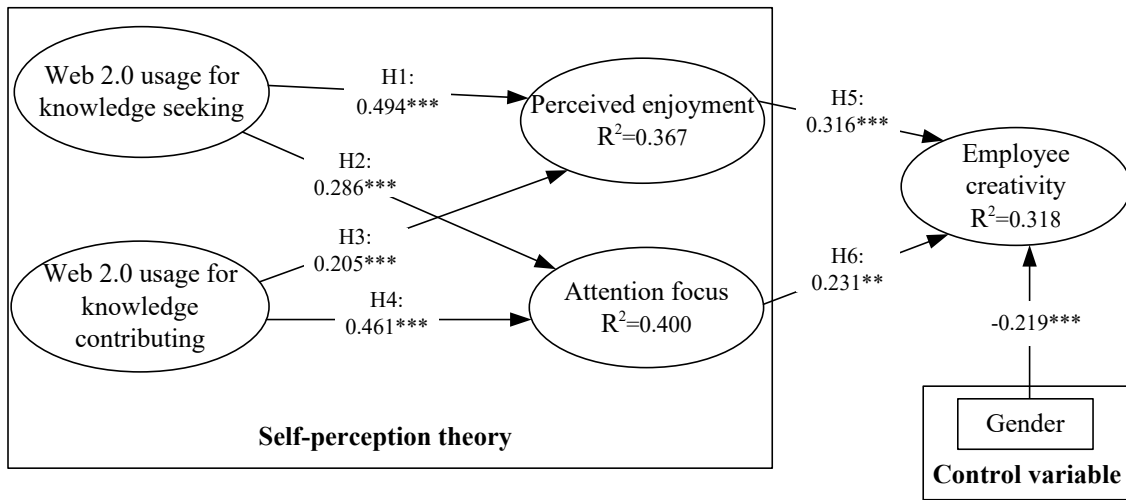 Web 2.0 usage for
knowledge seeking
H1:
0.494***
Perceived enjoyment
R²=0.367
H5:
0.316***
H2:
0.286***
Employee
creativity
R²=0.318
H3:
0.205***
Web 2.0 usage for
knowledge
contributing
H4:
0.461***
Attention focus
R²=0.400
H6:
0.231**
-0.219***
Gender
Self-perception theory
Control variable